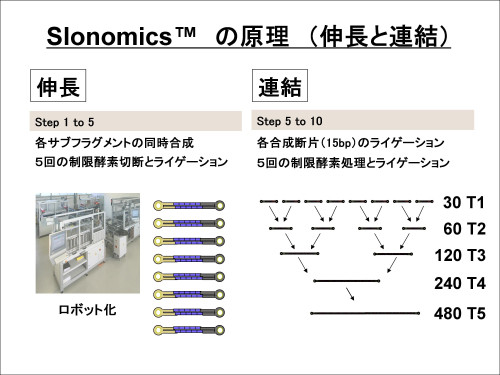 Slonomics™ の原理 （伸長と連結）
伸長
Step 1 to 5
各サブフラグメントの同時合成
５回の制限酵素切断とライゲーション
ロボット化
連結
Step 5 to 10
各合成断片（15bp）のライゲーション
５回の制限酵素処理とライゲーション
30 T1
60 T2
120 T3
240 T4
480 T5